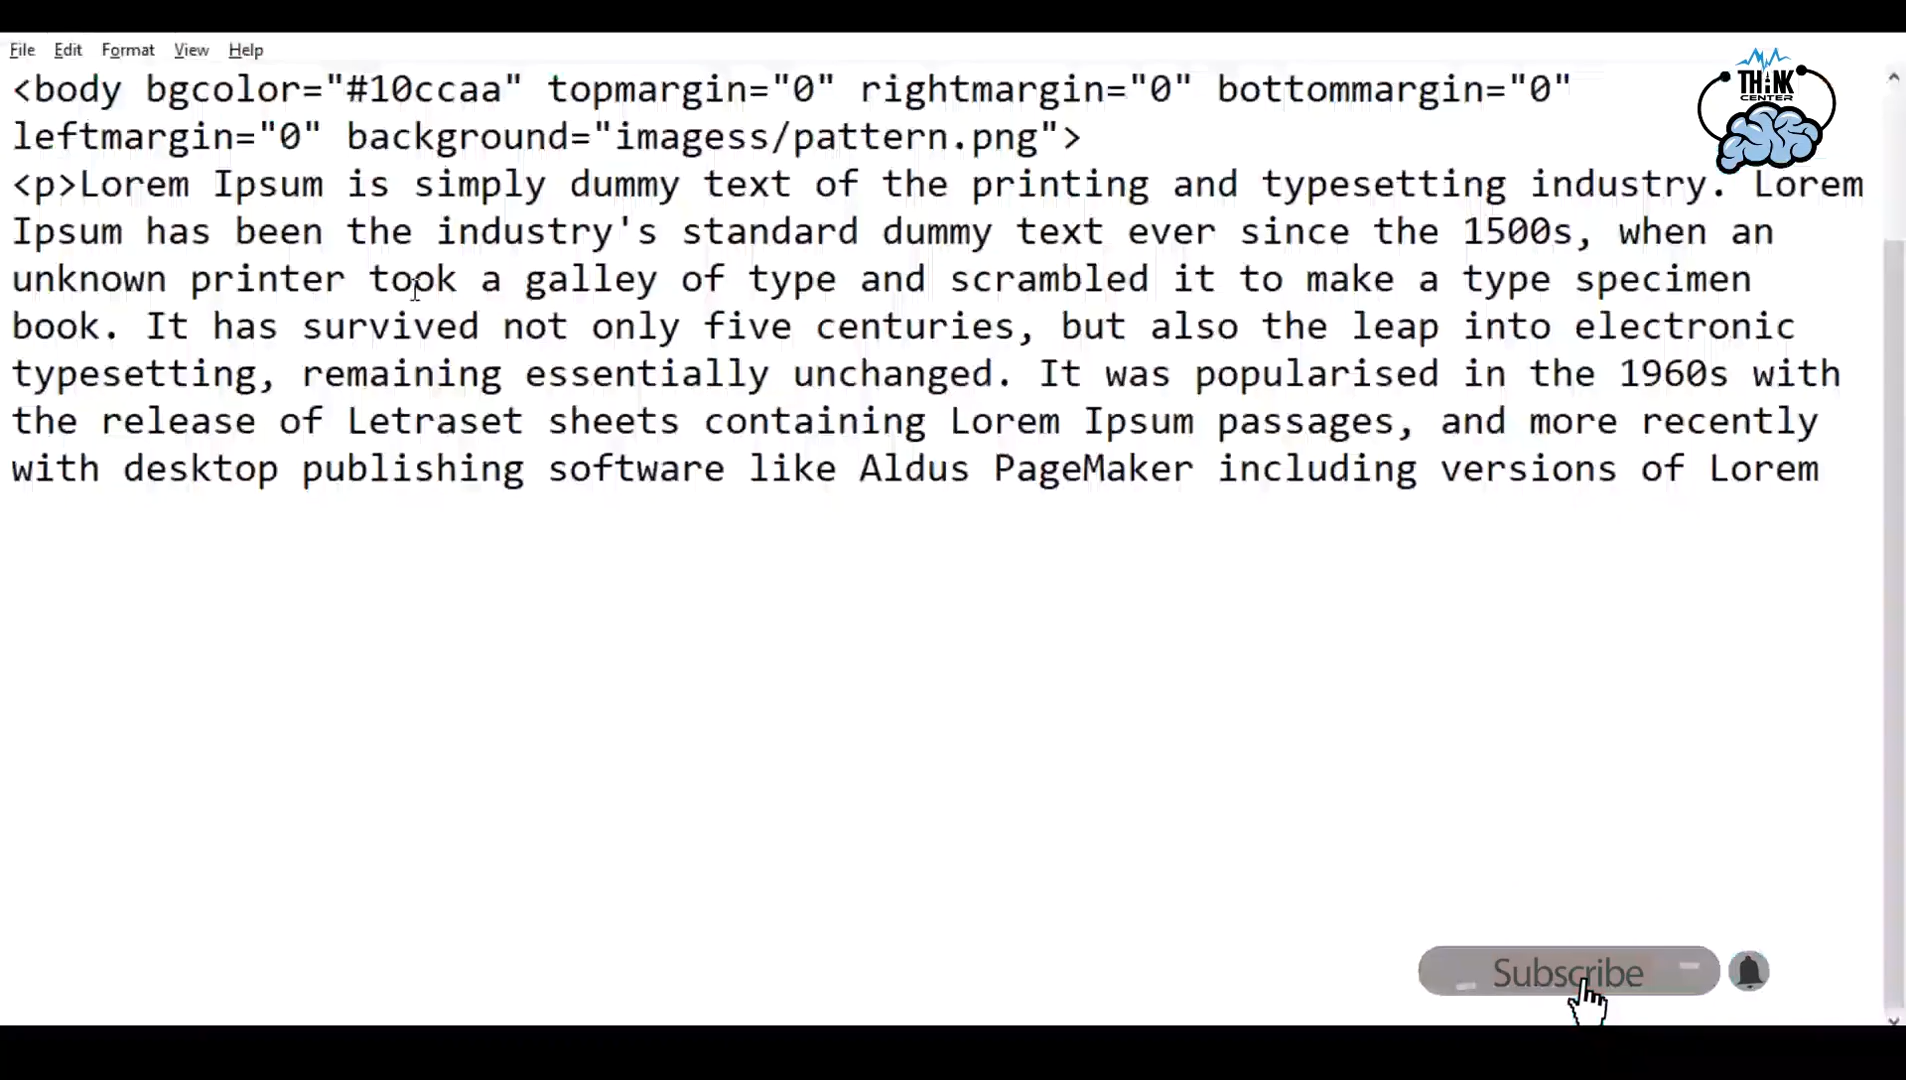 File Edit Format View Help
<body bgcolor="#10ccaa" topmargin="0" rightmargin="0" bottommargin="0"
leftmargin="0" background="imagess/pattern.png">
<p>Lorem Ipsum is simply dummy text of the printing and typesetting industry. Lorem
Ipsum has been the industry's standard dummy text ever since the 1500s, when an
unknown printer took a galley of type and scrambled it to make a type specimen
book. It has survived not only five centuries, but also the leap into electronic
typesetting, remaining essentially unchanged. It was popularised in the 1960s with
the release of Letraset sheets containing Lorem Ipsum passages, and more recently
with desktop publishing software like Aldus PageMaker including versions of Lorem
THiNK
CENTER
Subscribe